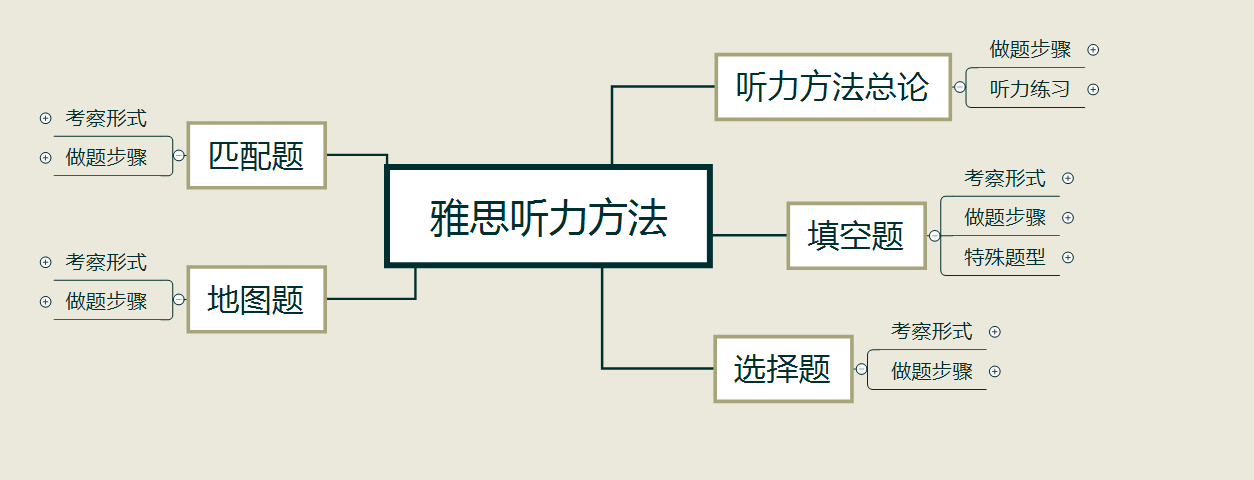 雅思听力方法
听力方法总论
做题步骤
听力练习
填空题
考察形式
做题步骤
特殊题型
选择题
考察形式
做题步骤
匹配题
考察形式
做题步骤
地图题
考察形式
做题步骤